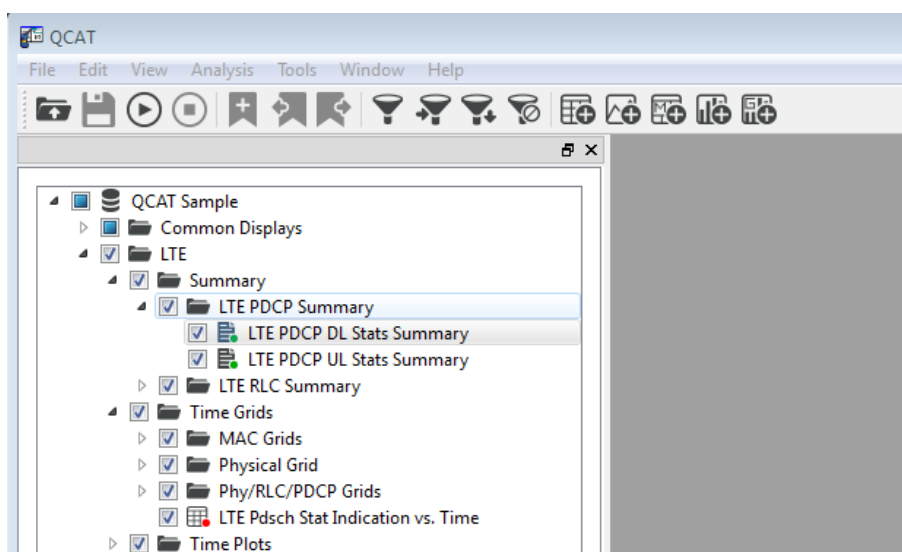 QCAT
File Edit View Analysis Tools Window Help
QCAT Sample
Common Displays
LTE
Summary
LTE PDCP Summary
LTE PDCP DL Stats Summary
LTE PDCP UL Stats Summary
LTE RLC Summary
Time Grids
MAC Grids
Physical Grid
Phy/RLC/PDCP Grids
LTE Pdsch Stat Indication vs. Time
Time Plots